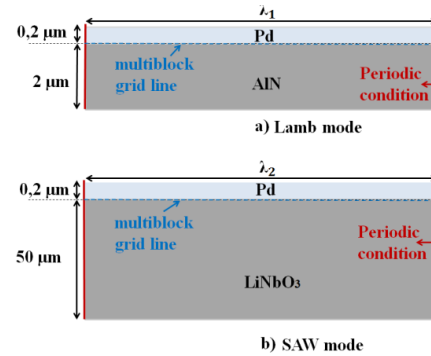 λ1
0,2 μm
Pd
multiblock
grid line
2 μm
AlN
Periodic
condition
a) Lamb mode
λ2
0,2 μm
Pd
multiblock
grid line
50 μm
Periodic
condition
LiNbO3
b) SAW mode